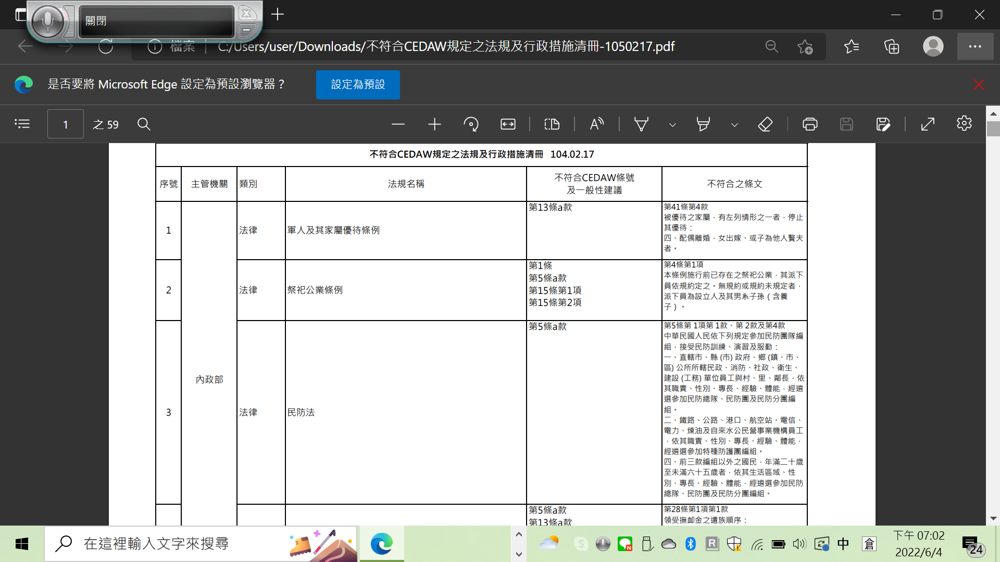 關閉
檔案
C:/Users/user/Downloads/不符合CEDAW規定之法規及行政措施清冊-1050217.pdf
是否要將 Microsoft Edge 設定為預設瀏覽器？
設定為預設
1
之 59
不符合CEDAW規定之法規及行政措施清冊 104.02.17
序號
主管機關
類別
法規名稱
不符合CEDAW條號
及一般性建議
不符合之條文
1
法律
軍人及其家屬優待條例
第13條a款
第41條第4款
被優待之家屬，有左列情形之一者，停止
其優待：
四、配偶離婚，女出嫁、或子為他人贅夫
者。
2
法律
祭祀公業條例
第1條
第5條a款
第15條第1項
第15條第2項
第4條第1項
本條例施行前已存在之祭祀公業，其派下
員依規約定之。無規約或規約未規定者，
派下員為設立人及其男系子孫（含養
子）。
內政部
3
法律
民防法
第5條a款
第5條第 1項第 1款、第 2款及第4款
中華民國人民依下列規定參加民防團隊編
組，接受民防訓練、演習及服勤：
一、直轄市、縣 (市) 政府、鄉 (鎮、市、
區) 公所所轄民政、消防、社政、衛生、
建設 (工務) 單位員工與村、里、鄰長，依
其職責、性別、專長、經驗、體能，經遴
選參加民防總隊、民防團及民防分團編
組。
二、鐵路、公路、港口、航空站、電信、
電力、煉油及自來水公民營事業機構員工
，依其職責、性別、專長、經驗、體能，
經遴選參加特種防護團編組。
四、前三款編組以外之國民，年滿二十歲
至未滿六十五歲者，依其生活區域、性
別、專長、經驗、體能，經遴選參加民防
總隊、民防團及民防分團編組。
第5條a款
第13條a款
第28條第1項第1款
領受撫卹金之遺族順序：
在這裡輸入文字來搜尋
中
倉
下午 07:02
2022/6/4
24